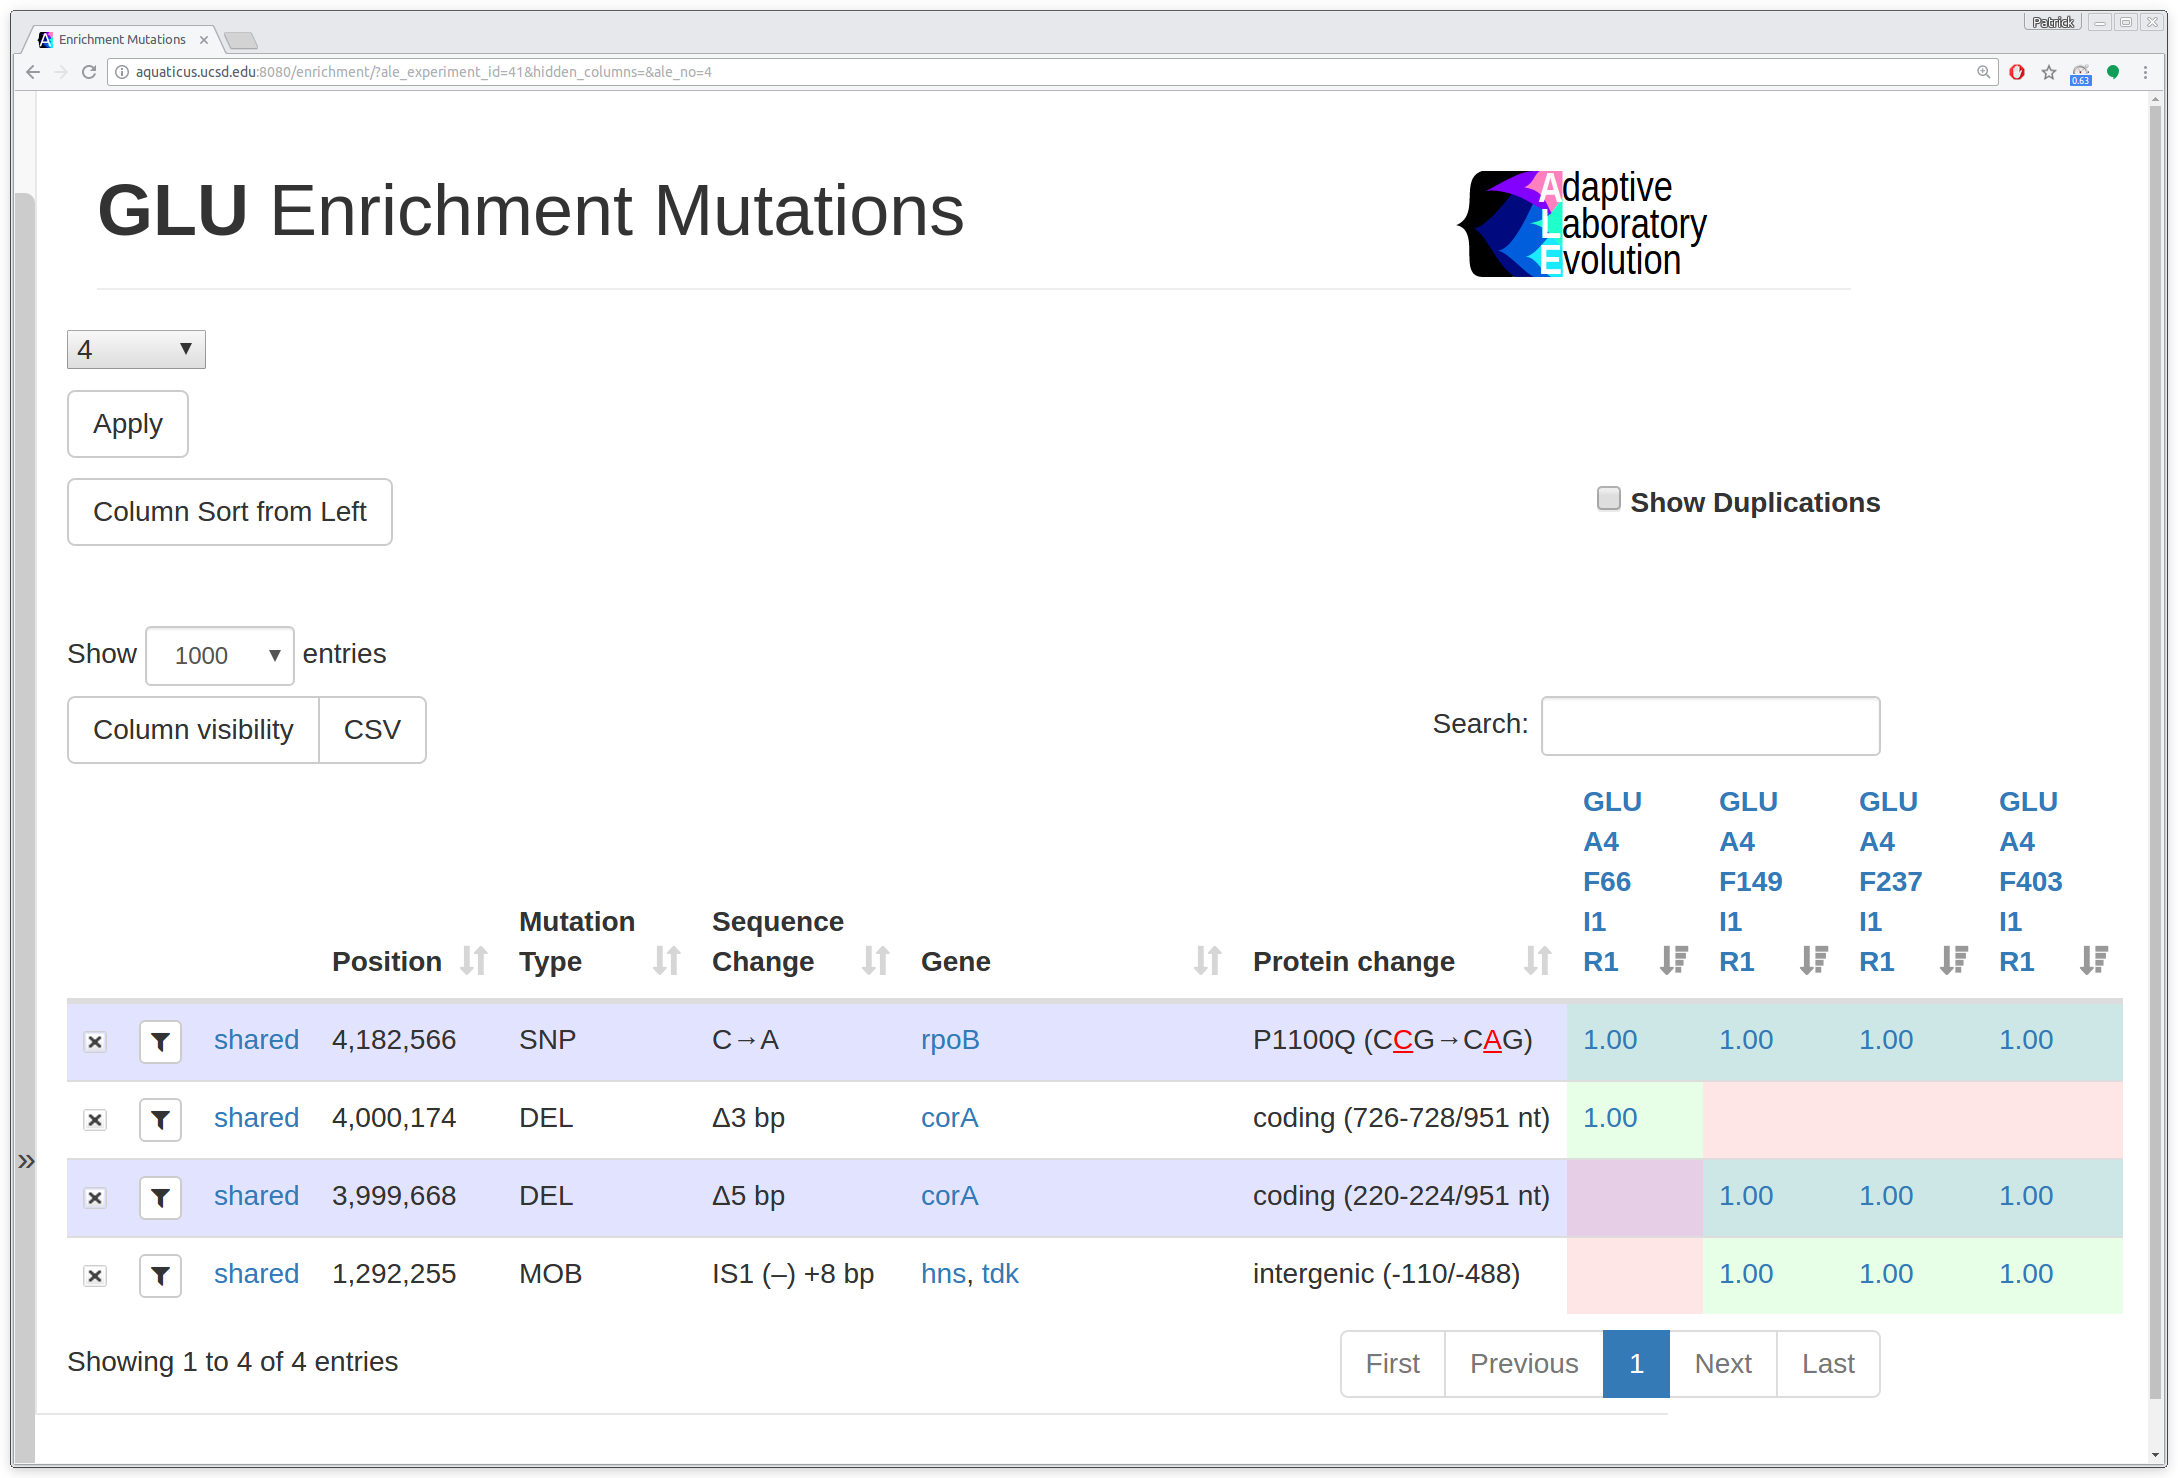 Patrick
Enrichment Mutations
aquaticus.ucsd.edu:8080/enrichment/?ale_experiment_id=41&hidden_columns=&ale_no=4
0.63
GLU Enrichment Mutations
Adaptive
Laboratory
Evolution
4
Apply
Column Sort from Left
Show Duplications
Show 1000 entries
Column visibility CSV
Search:
GLU GLU GLU GLU
A4 A4 A4 A4
F66 F149 F237 F403
Mutation Sequence I1 I1 I1 I1
Position Type Change Gene Protein change R1 R1 R1 R1
shared 4,182,566 SNP C→A rpoB P1100Q (CCG→CAG) 1.00 1.00 1.00 1.00
shared 4,000,174 DEL Δ3 bp corA coding (726-728/951 nt) 1.00
» shared 3,999,668 DEL Δ5 bp corA coding (220-224/951 nt) 1.00 1.00 1.00
shared 1,292,255 MOB IS1 (–) +8 bp hns, tdk intergenic (-110/-488) 1.00 1.00 1.00
Showing 1 to 4 of 4 entries
First Previous 1 Next Last